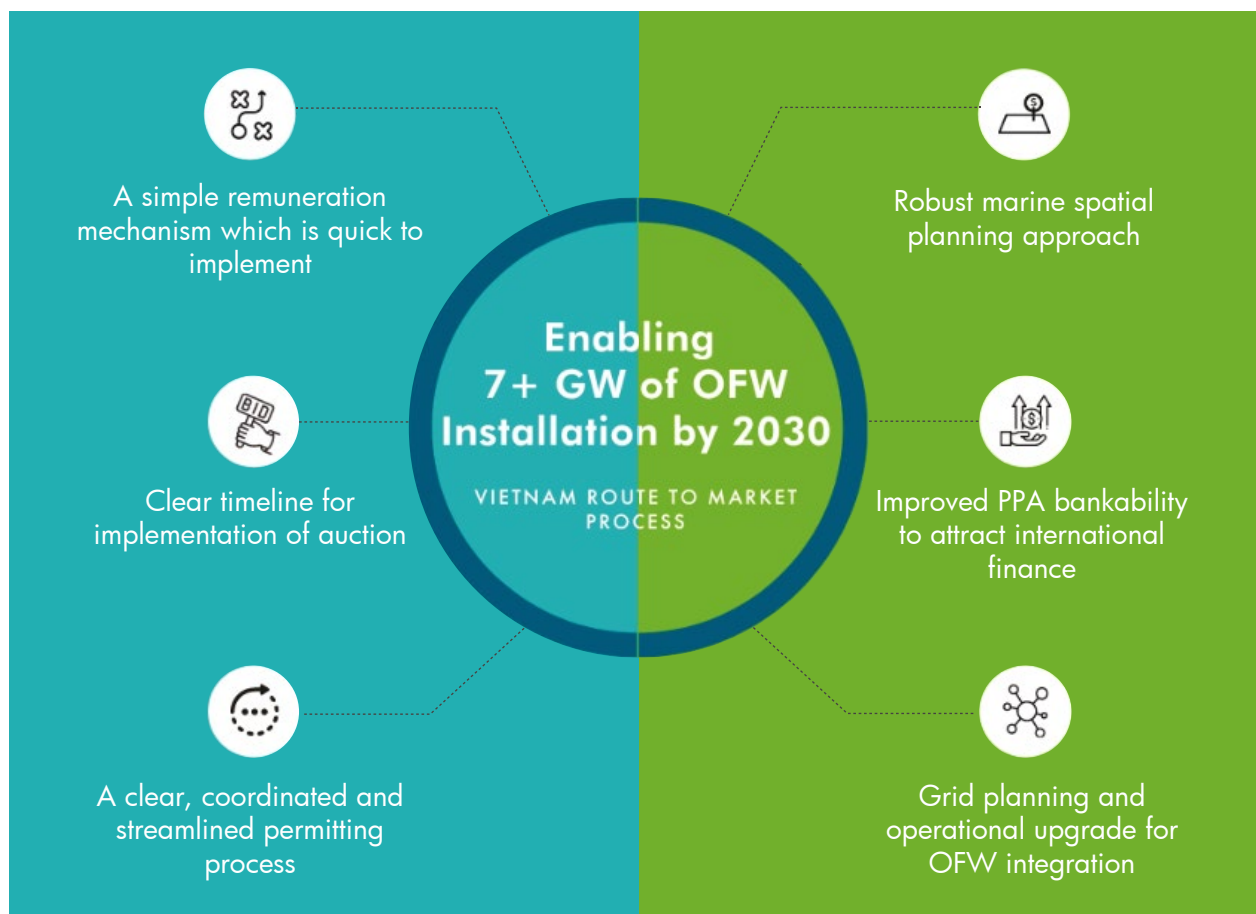 A simple remuneration
mechanism which is quick to
implement
Clear timeline for
implementation of auction
A clear, coordinated and
streamlined permitting
process
Enabling
7+ GW of OFW
Installation by 2030
VIETNAM ROUTE TO MARKET
PROCESS
Robust marine spatial
planning approach
Improved PPA bankability
to attract international
finance
Grid planning and
operational upgrade for
OFW integration
BID
$
$